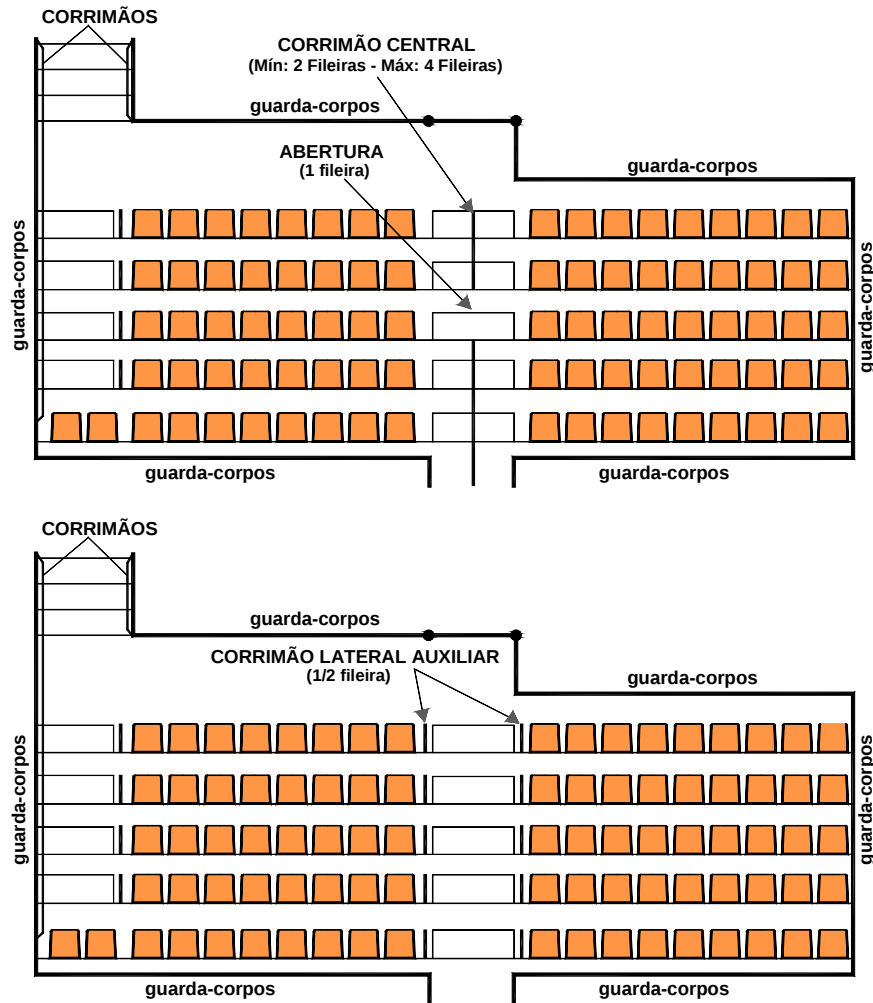 CORRIMÃOS
CORRIMÃO CENTRAL
(Mín: 2 Fileiras - Máx: 4 Fileiras)
guarda-corpos
ABERTURA
(1 fileira)
guarda-corpos
guarda-corpos
guarda-corpos
guarda-corpos
guarda-corpos
CORRIMÃOS
guarda-corpos
CORRIMÃO LATERAL AUXILIAR
(1/2 fileira)
guarda-corpos
guarda-corpos
guarda-corpos
guarda-corpos
guarda-corpos